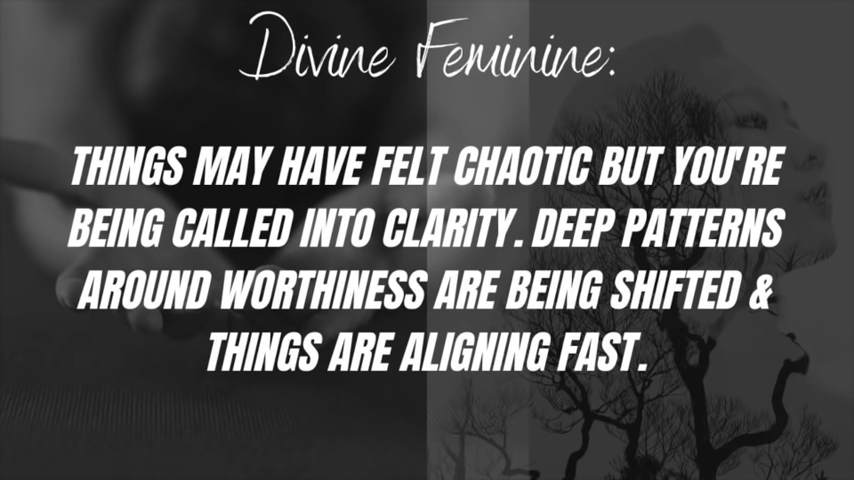 Divine Feminine:
THINGS MAY HAVE FELT CHAOTIC BUT YOU'RE
BEING CALLED INTO CLARITY. DEEP PATTERNS
AROUND WORTHINESS ARE BEING SHIFTED &
THINGS ARE ALIGNING FAST.